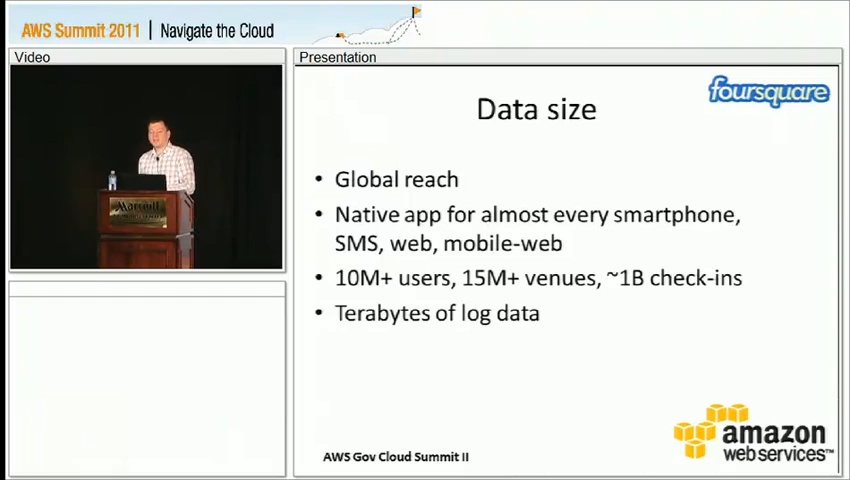 AWS Summit 2011 | Navigate the Cloud
Video
Presentation
foursquare
Data size
• Global reach
• Native app for almost every smartphone,
SMS, web, mobile-web
• 10M+ users, 15M+ venues, ~1B check-ins
• Terabytes of log data
Marriott
AWS Gov Cloud Summit II
amazon
webservices™